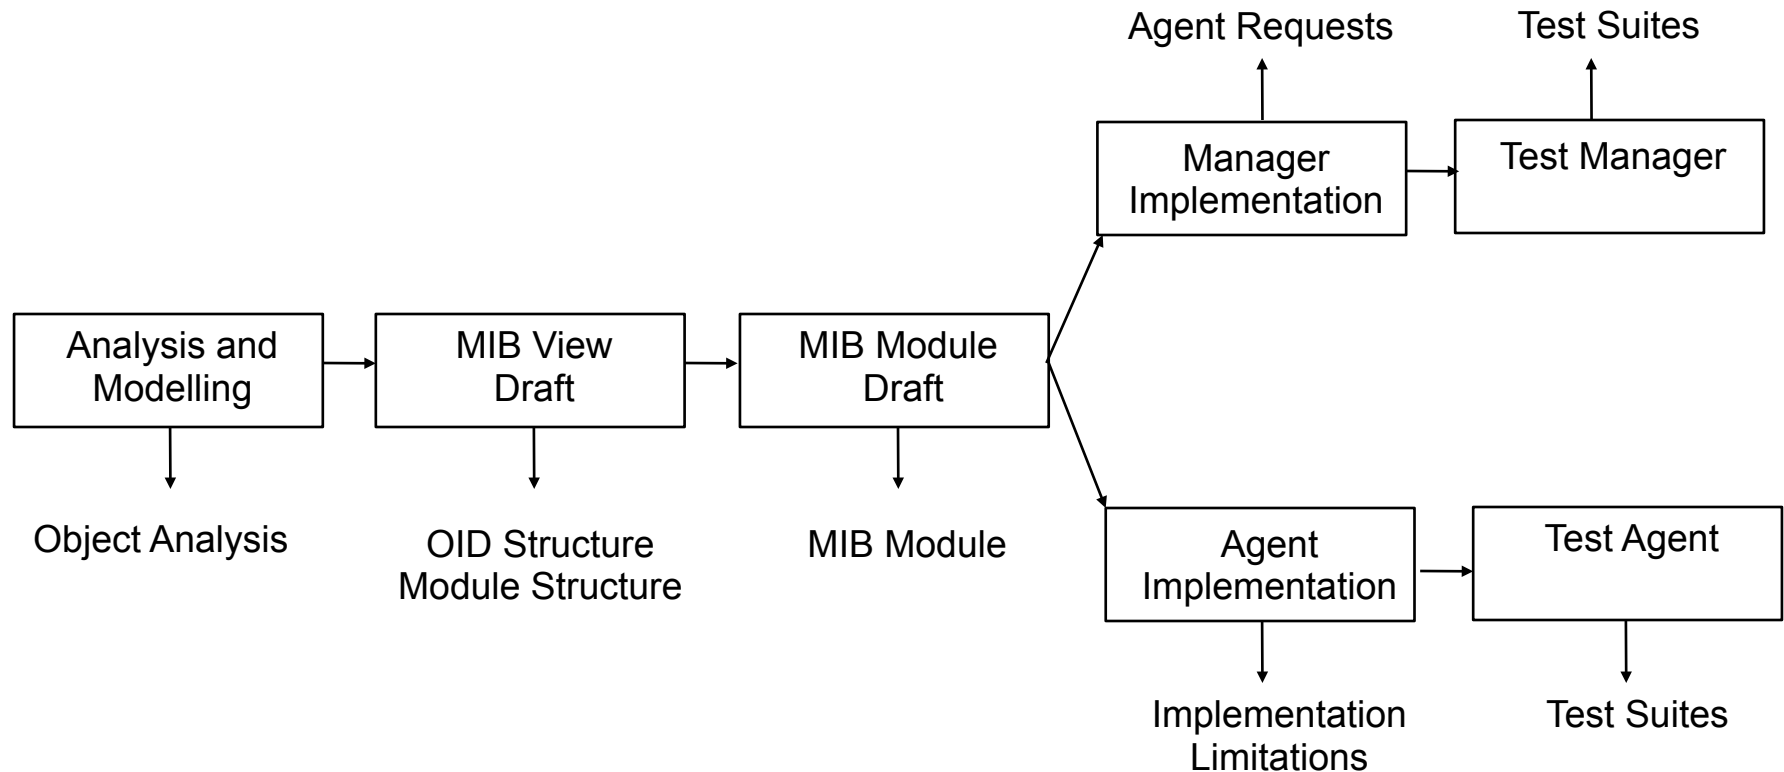 Agent Requests
Test Suites
Manager
Implementation
Test Manager
Analysis and
Modelling
MIB View
Draft
MIB Module
Draft
Object Analysis
OID Structure
Module Structure
MIB Module
Agent
Implementation
Test Agent
Implementation
Limitations
Test Suites